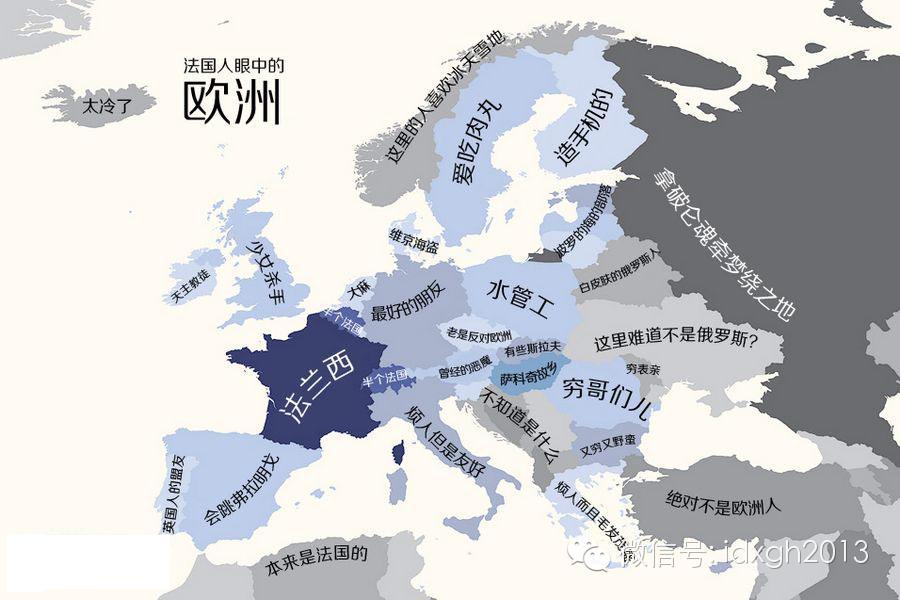 法国人眼中的
欧洲
太冷了
这里的人喜欢冰天雪地
爱吃肉丸
造手机的
波罗的海的部落
拿破仑魂牵梦绕之地
维京海盗
少女杀手
天主教徒
大麻
最好的朋友
水管工
白皮肤的俄罗斯人
半个法国
老是反对欧洲
有些斯拉夫
这里难道不是俄罗斯?
穷表亲
法兰西
半个法国
曾经的恶魔
萨科奇故乡
穷哥们儿
不知道是什么
烦人但是友好
又穷又野蛮
英国人的盟友
会跳弗拉明戈
烦人而且毛发茂密
绝对不是欧洲人
本来是法国的
微信号: idxgh2013